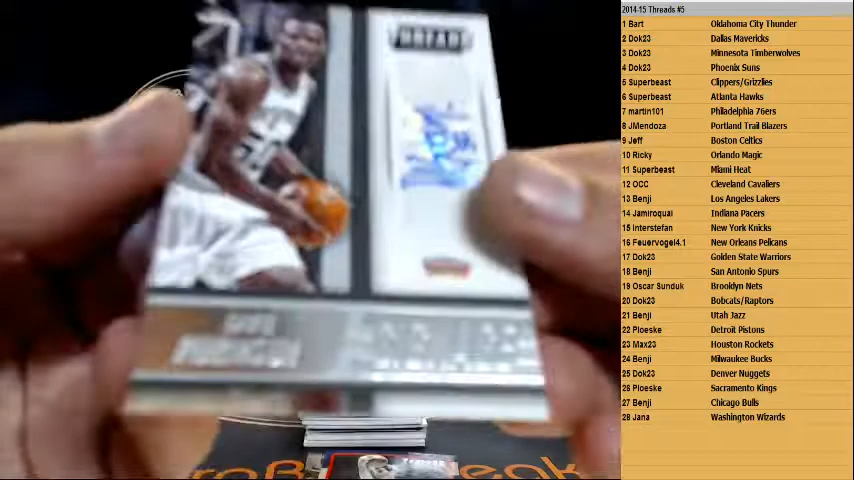 2014-15 Threads #5
1 Bart Oklahoma City Thunder
2 Dok23 Dallas Mavericks
3 Dok23 Minnesota Timberwolves
4 Dok23 Phoenix Suns
5 Superbeast Clippers/Grizzlies
6 Superbeast Atlanta Hawks
7 martin101 Philadelphia 76ers
8 JMendoza Portland Trail Blazers
9 Jeff Boston Celtics
10 Ricky Orlando Magic
11 Superbeast Miami Heat
12 OCC Cleveland Cavaliers
13 Benji Los Angeles Lakers
14 Jamiroquai Indiana Pacers
15 Interstefan New York Knicks
16 Feuervogel4.1 New Orleans Pelicans
17 Dok23 Golden State Warriors
18 Benji San Antonio Spurs
19 Oscar Sunduk Brooklyn Nets
20 Dok23 Bobcats/Raptors
21 Benji Utah Jazz
22 Ploeske Detroit Pistons
23 Max23 Houston Rockets
24 Benji Milwaukee Bucks
25 Dok23 Denver Nuggets
26 Ploeske Sacramento Kings
27 Benji Chicago Bulls
28 Jana Washington Wizards